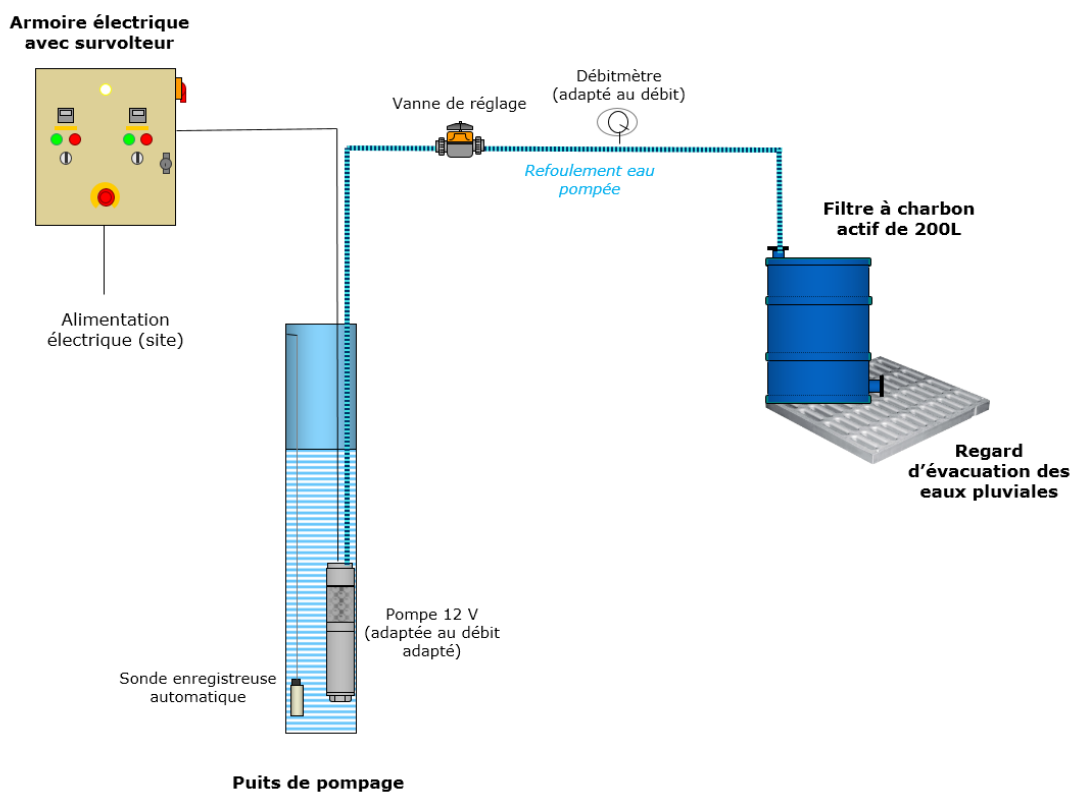 Armoire électrique
avec survolteur
Débitmètre
(adapté au débit)
Vanne de réglage
Refoulement eau
pompée
Filtre à charbon
actif de 200L
Alimentation
électrique (site)
Regard
d’évacuation des
eaux pluviales
Pompe 12 V
(adaptée au débit
adapté)
Sonde enregistreuse
automatique
Puits de pompage